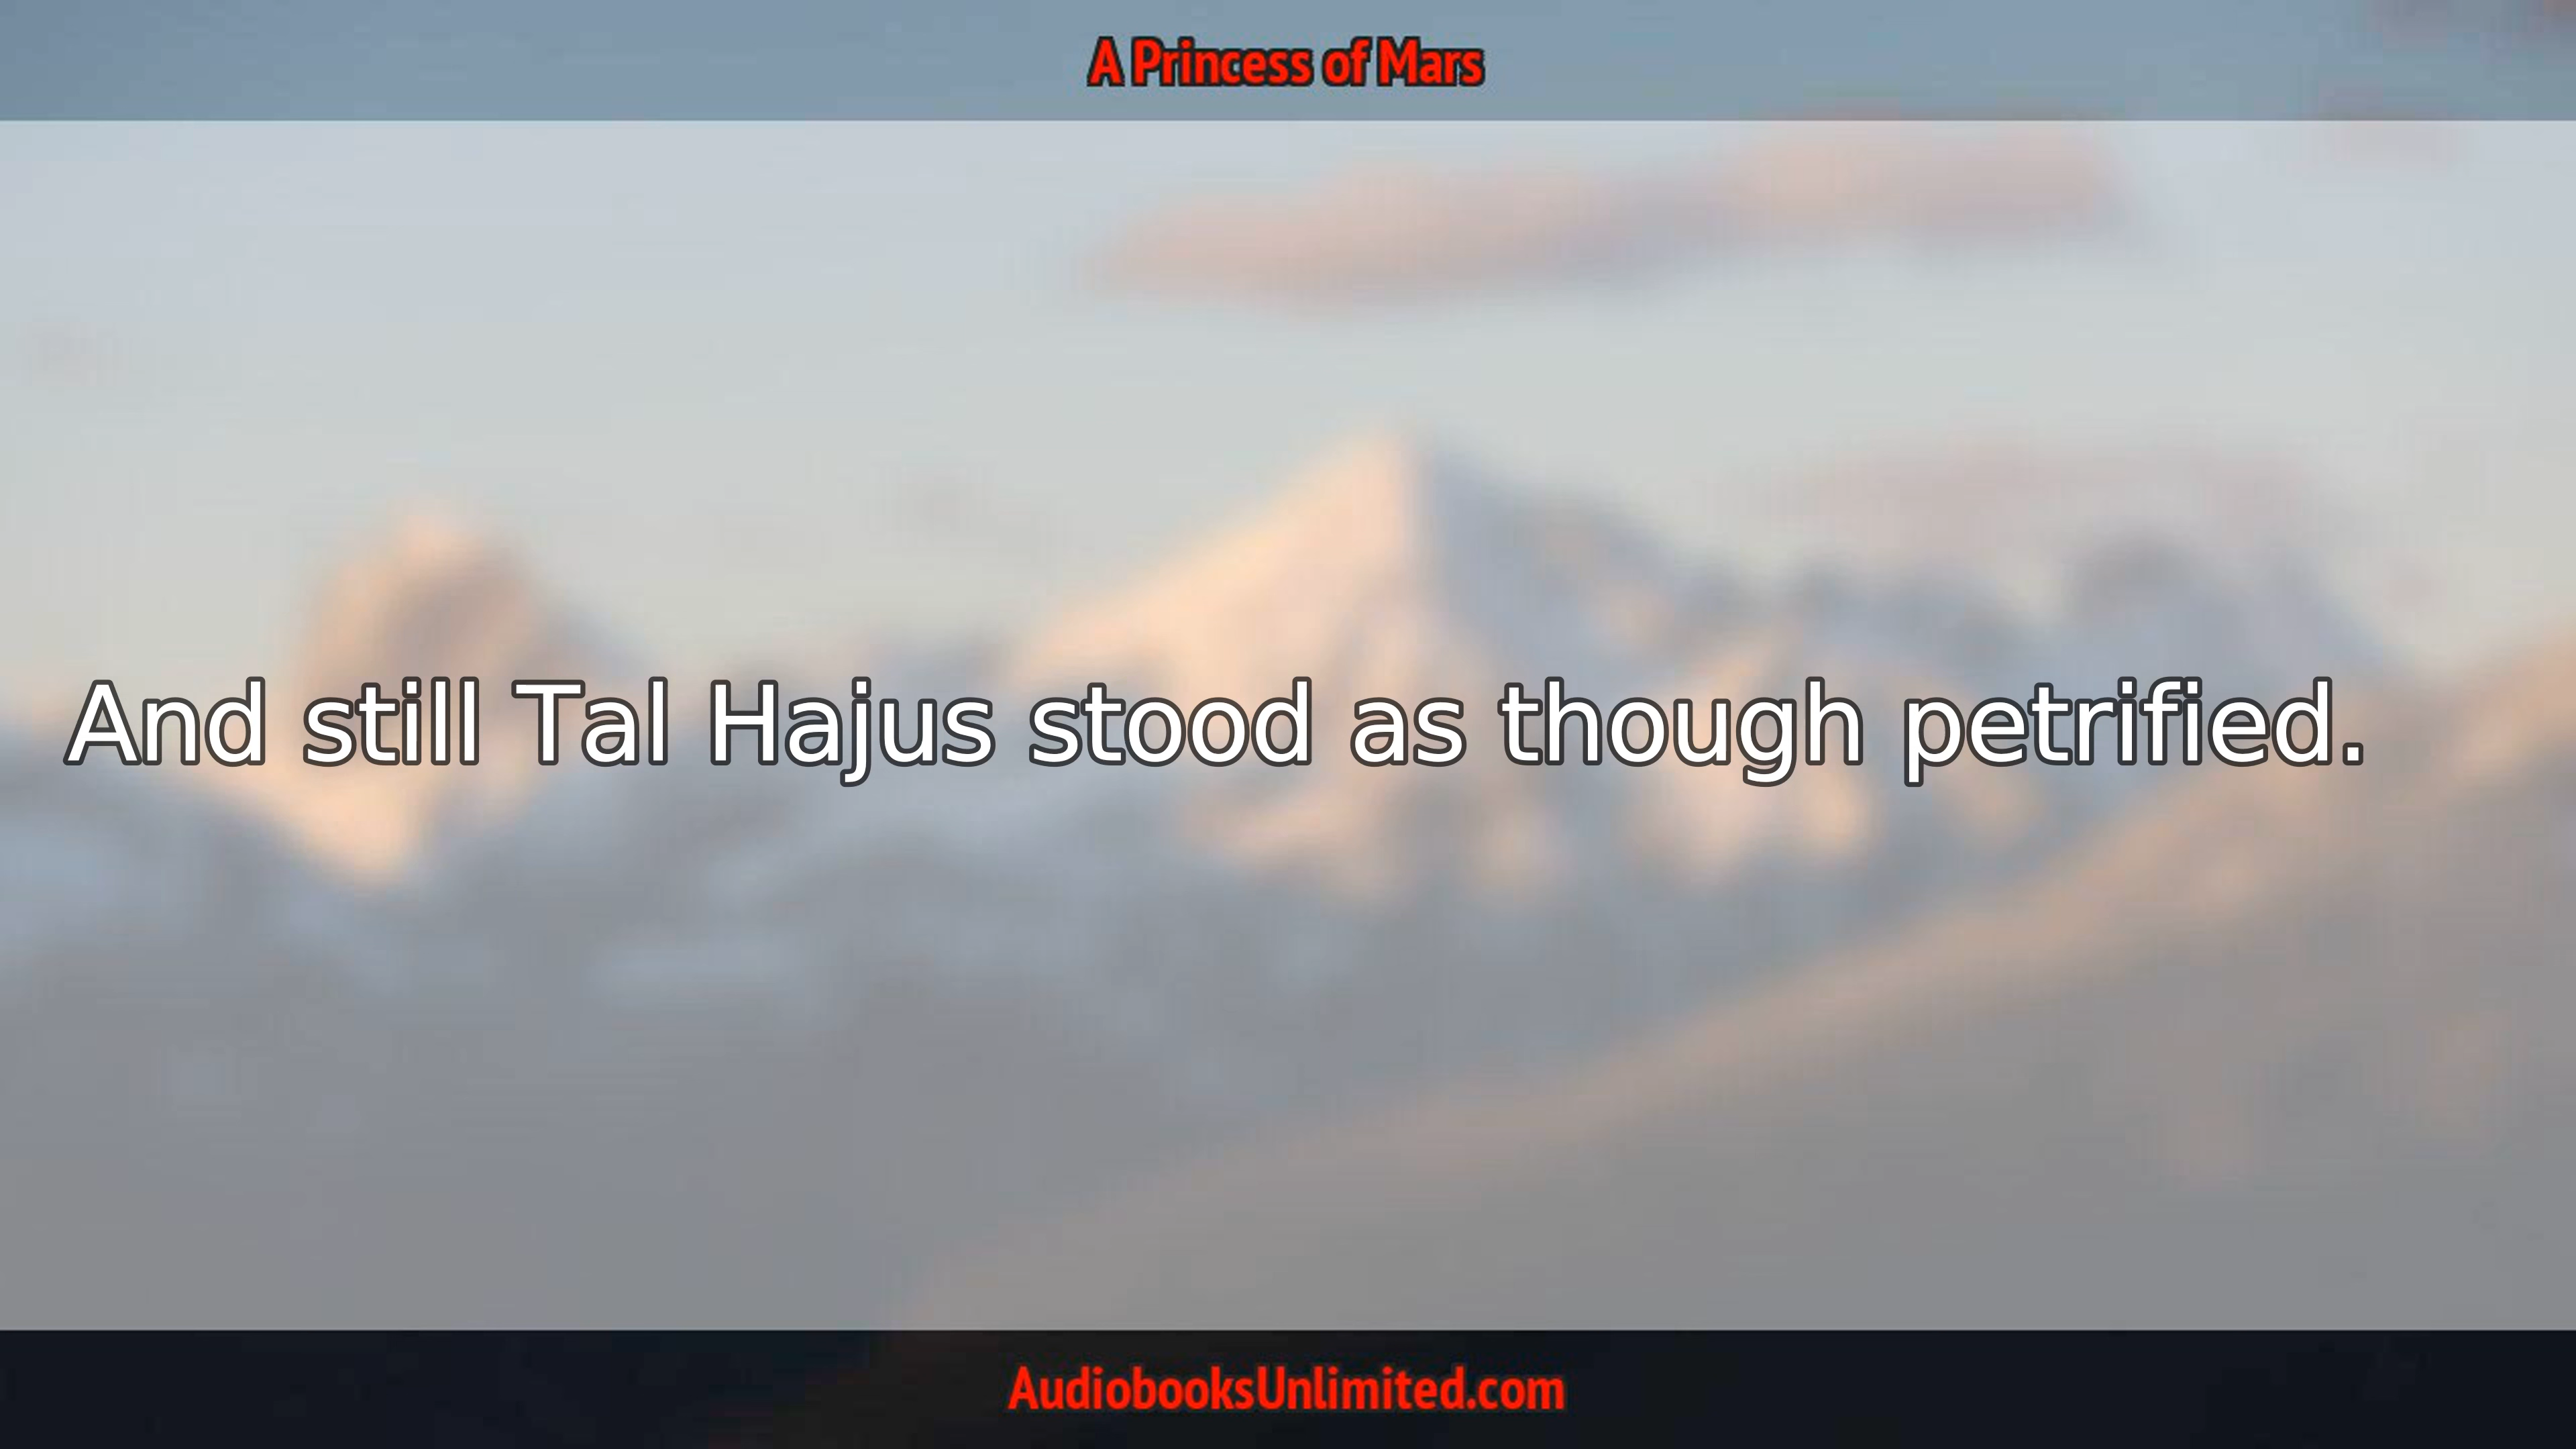 A Princess of Mars
And still Tal Hajus stood as though petrified.
AudiobooksUnlimited.com